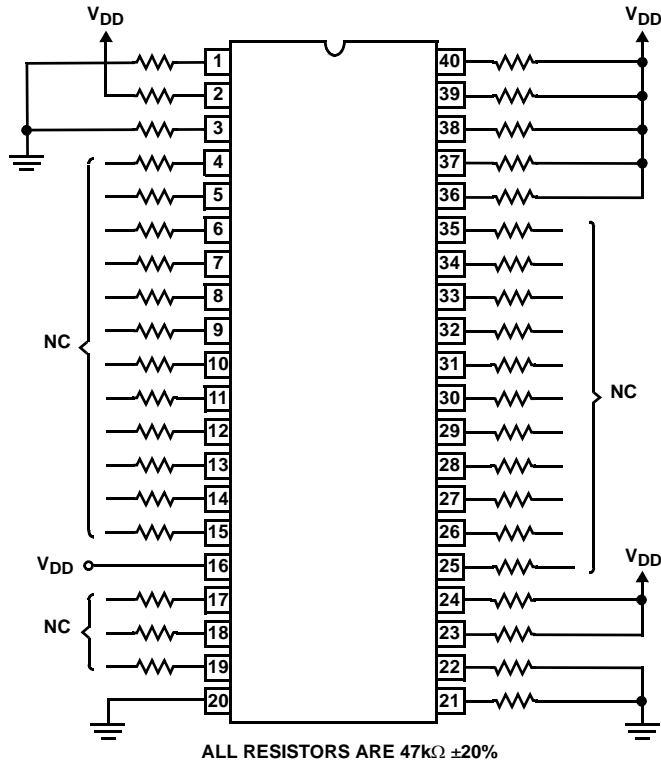 VDD VDD
1 40
2 39
3 38
4 37
5 36
6 35
7 34
8 33
9 32
NC
10 31
11 30
NC
12 29
13 28
14 27
15 26
VDD 16 25
VDD
17 24
NC
18 23
19 22
20 21
ALL RESISTORS ARE 47kΩ ±20%